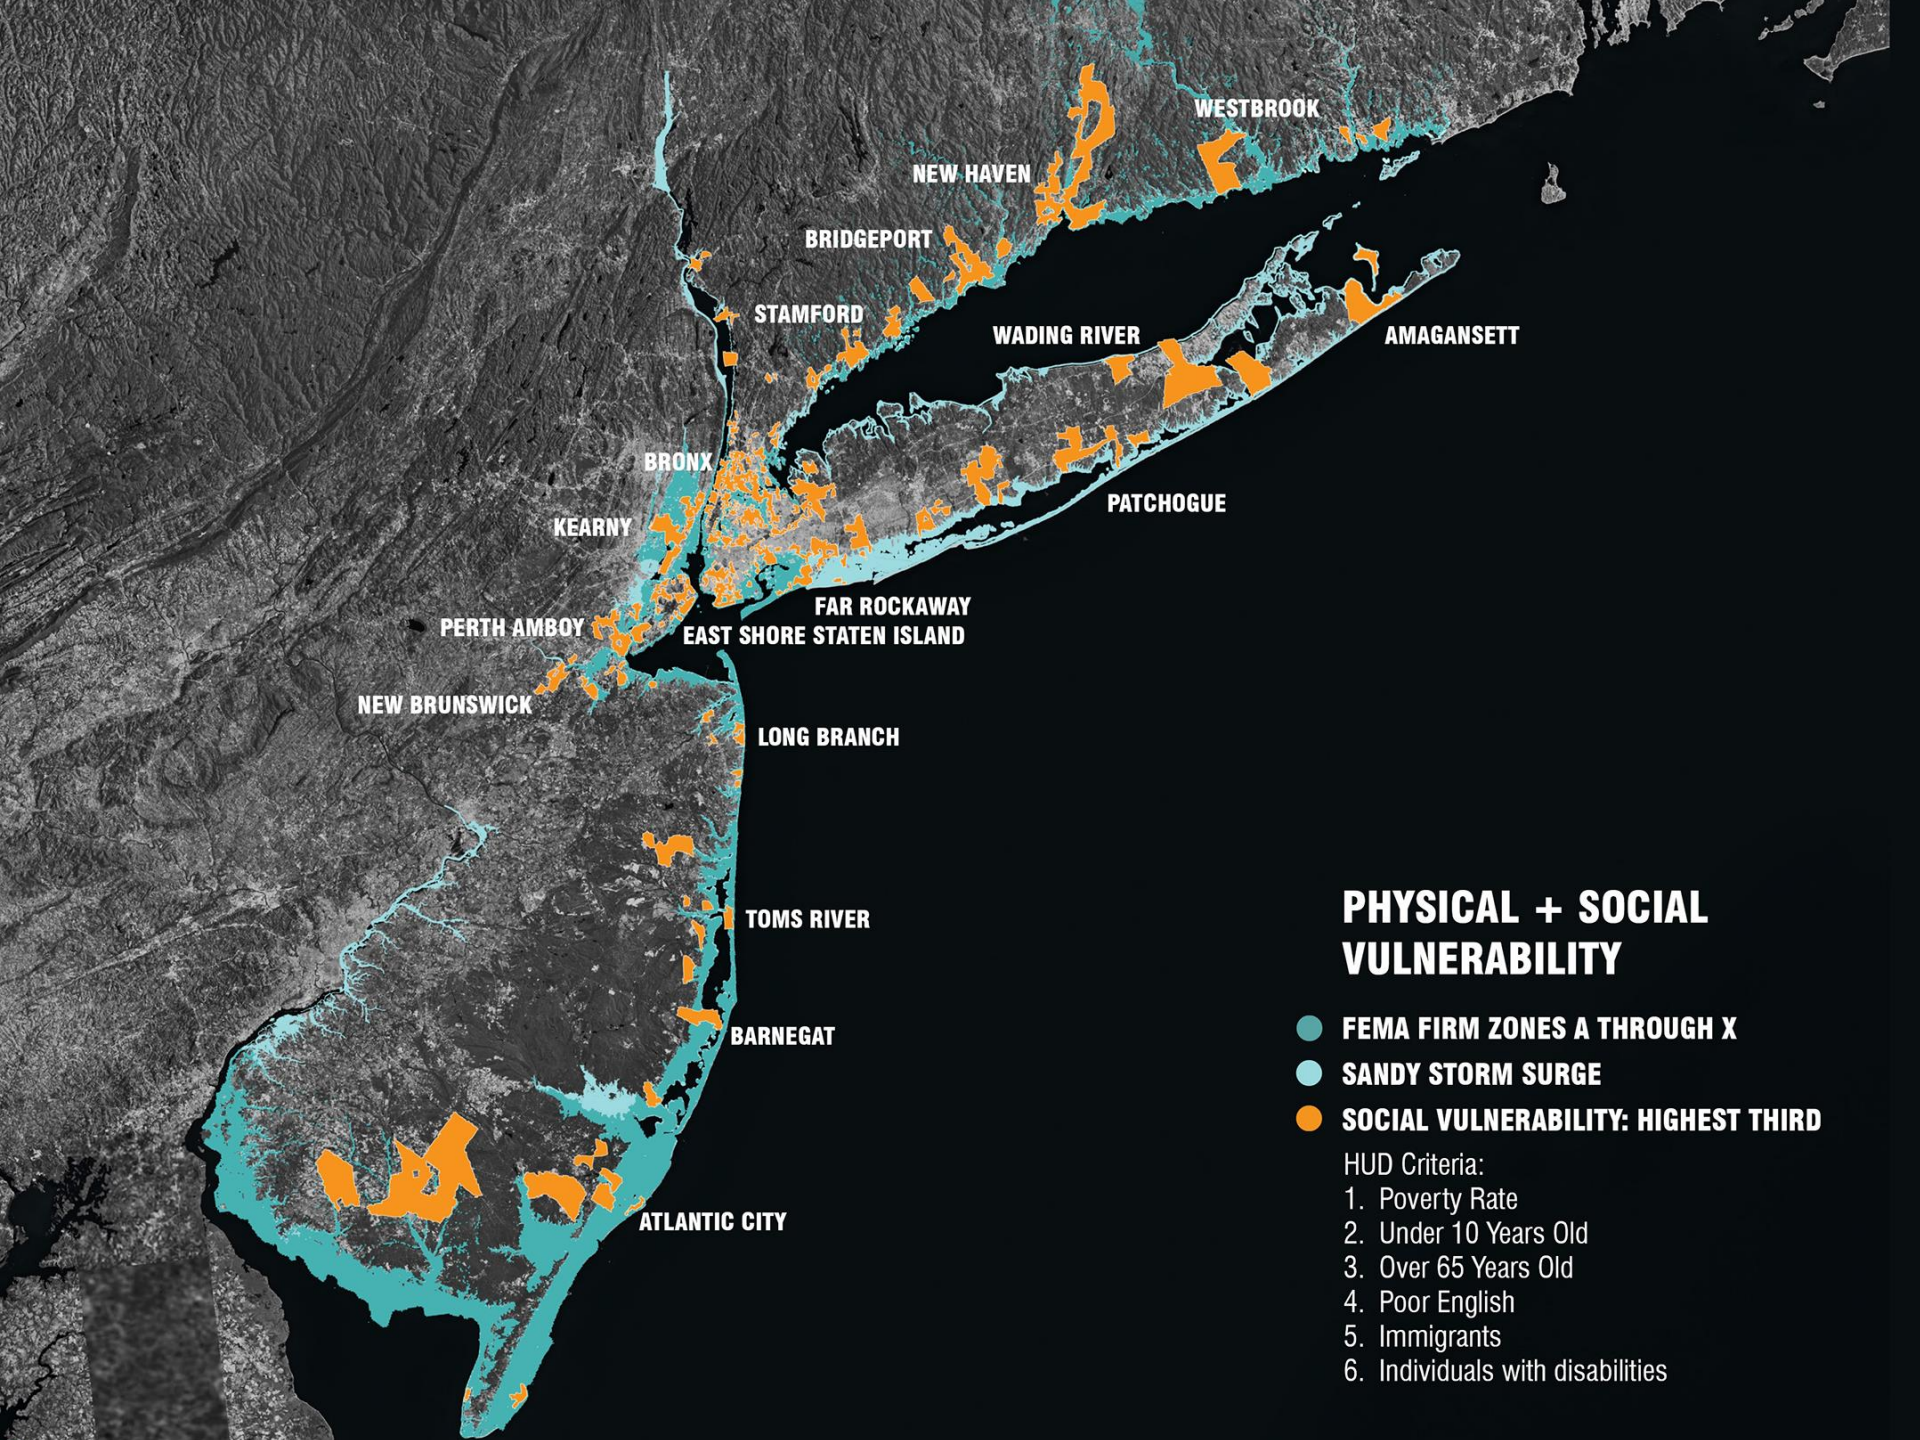 WESTBROOK
NEW HAVEN
BRIDGEPORT
STAMFORD
WADING RIVER
AMAGANSETT
BRONX
PATCHOGUE
KEARNY
FAR ROCKAWAY
PERTH AMBOY
EAST SHORE STATEN ISLAND
NEW BRUNSWICK
LONG BRANCH
TOMS RIVER
BARNEGAT
ATLANTIC CITY
PHYSICAL + SOCIAL
VULNERABILITY
FEMA FIRM ZONES A THROUGH X
SANDY STORM SURGE
SOCIAL VULNERABILITY: HIGHEST THIRD
HUD Criteria:
1. Poverty Rate
2. Under 10 Years Old
3. Over 65 Years Old
4. Poor English
5. Immigrants
6. Individuals with disabilities